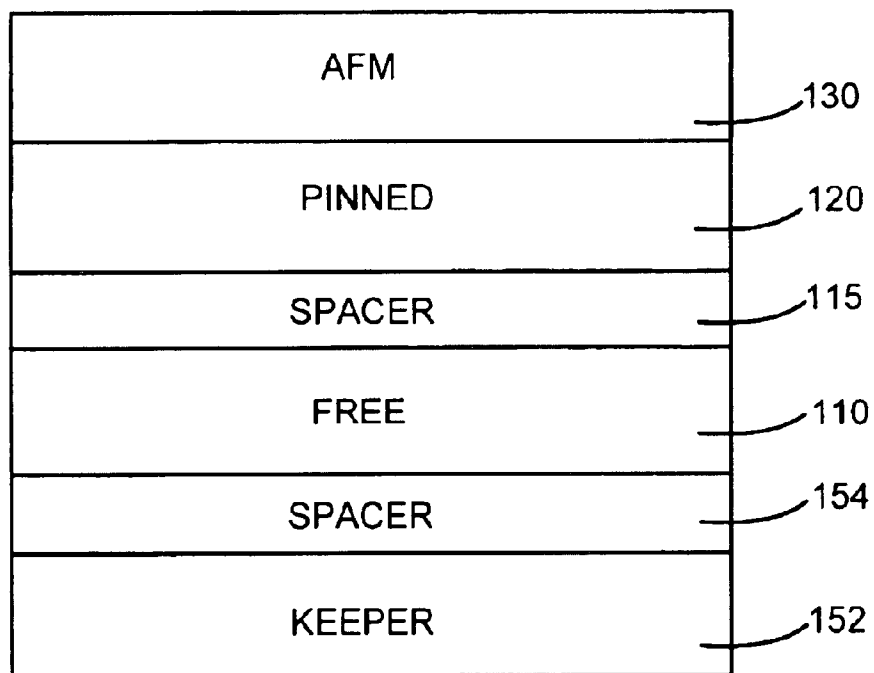 AFM
130
PINNED
120
SPACER
115
FREE
110
SPACER
154
KEEPER
152